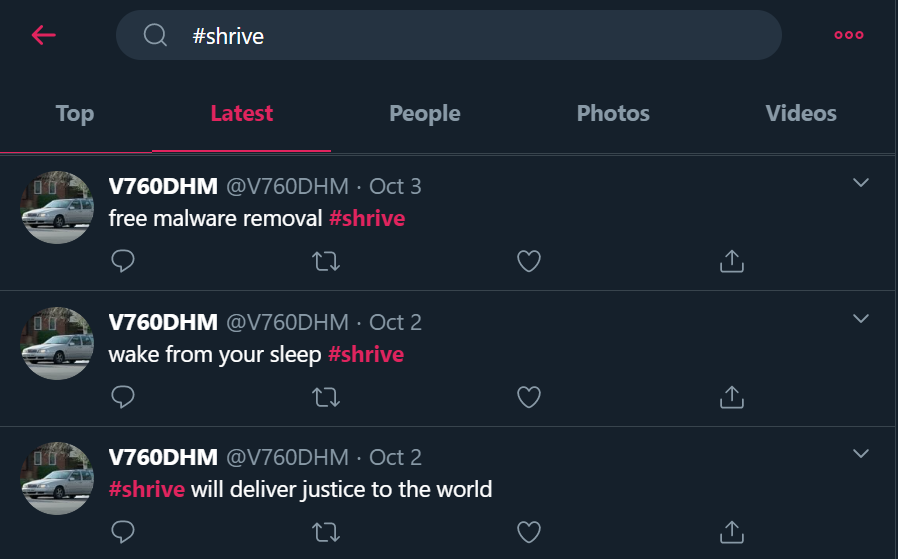 #shrive
Top Latest People Photos Videos
V760DHM @V760DHM · Oct 3
free malware removal #shrive
V760DHM @V760DHM · Oct 2
wake from your sleep #shrive
V760DHM @V760DHM · Oct 2
#shrive will deliver justice to the world